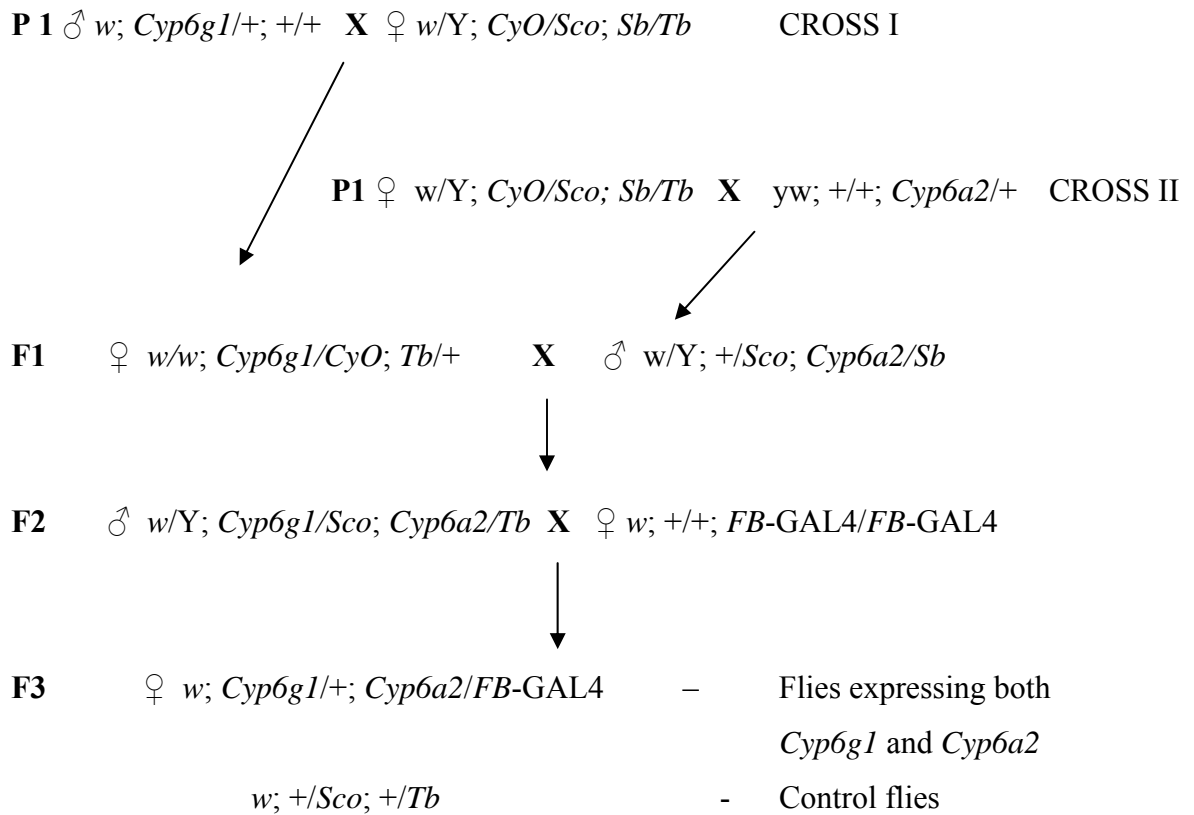 P 1 ♂ w; Cyp6g1/+; +/+ X ♀ w/Y; CyO/Sco; Sb/Tb CROSS I
P1 ♀ w/Y; CyO/Sco; Sb/Tb X yw; +/+; Cyp6a2/+ CROSS II
F1 ♀ w/w; Cyp6g1/CyO; Tb/+ X ♂ w/Y; +/Sco; Cyp6a2/Sb
F2 ♂ w/Y; Cyp6g1/Sco; Cyp6a2/Tb X ♀ w; +/+; FB-GAL4/FB-GAL4
F3 ♀ w; Cyp6g1/+; Cyp6a2/FB-GAL4 – Flies expressing both
Cyp6g1 and Cyp6a2
w; +/Sco; +/Tb - Control flies